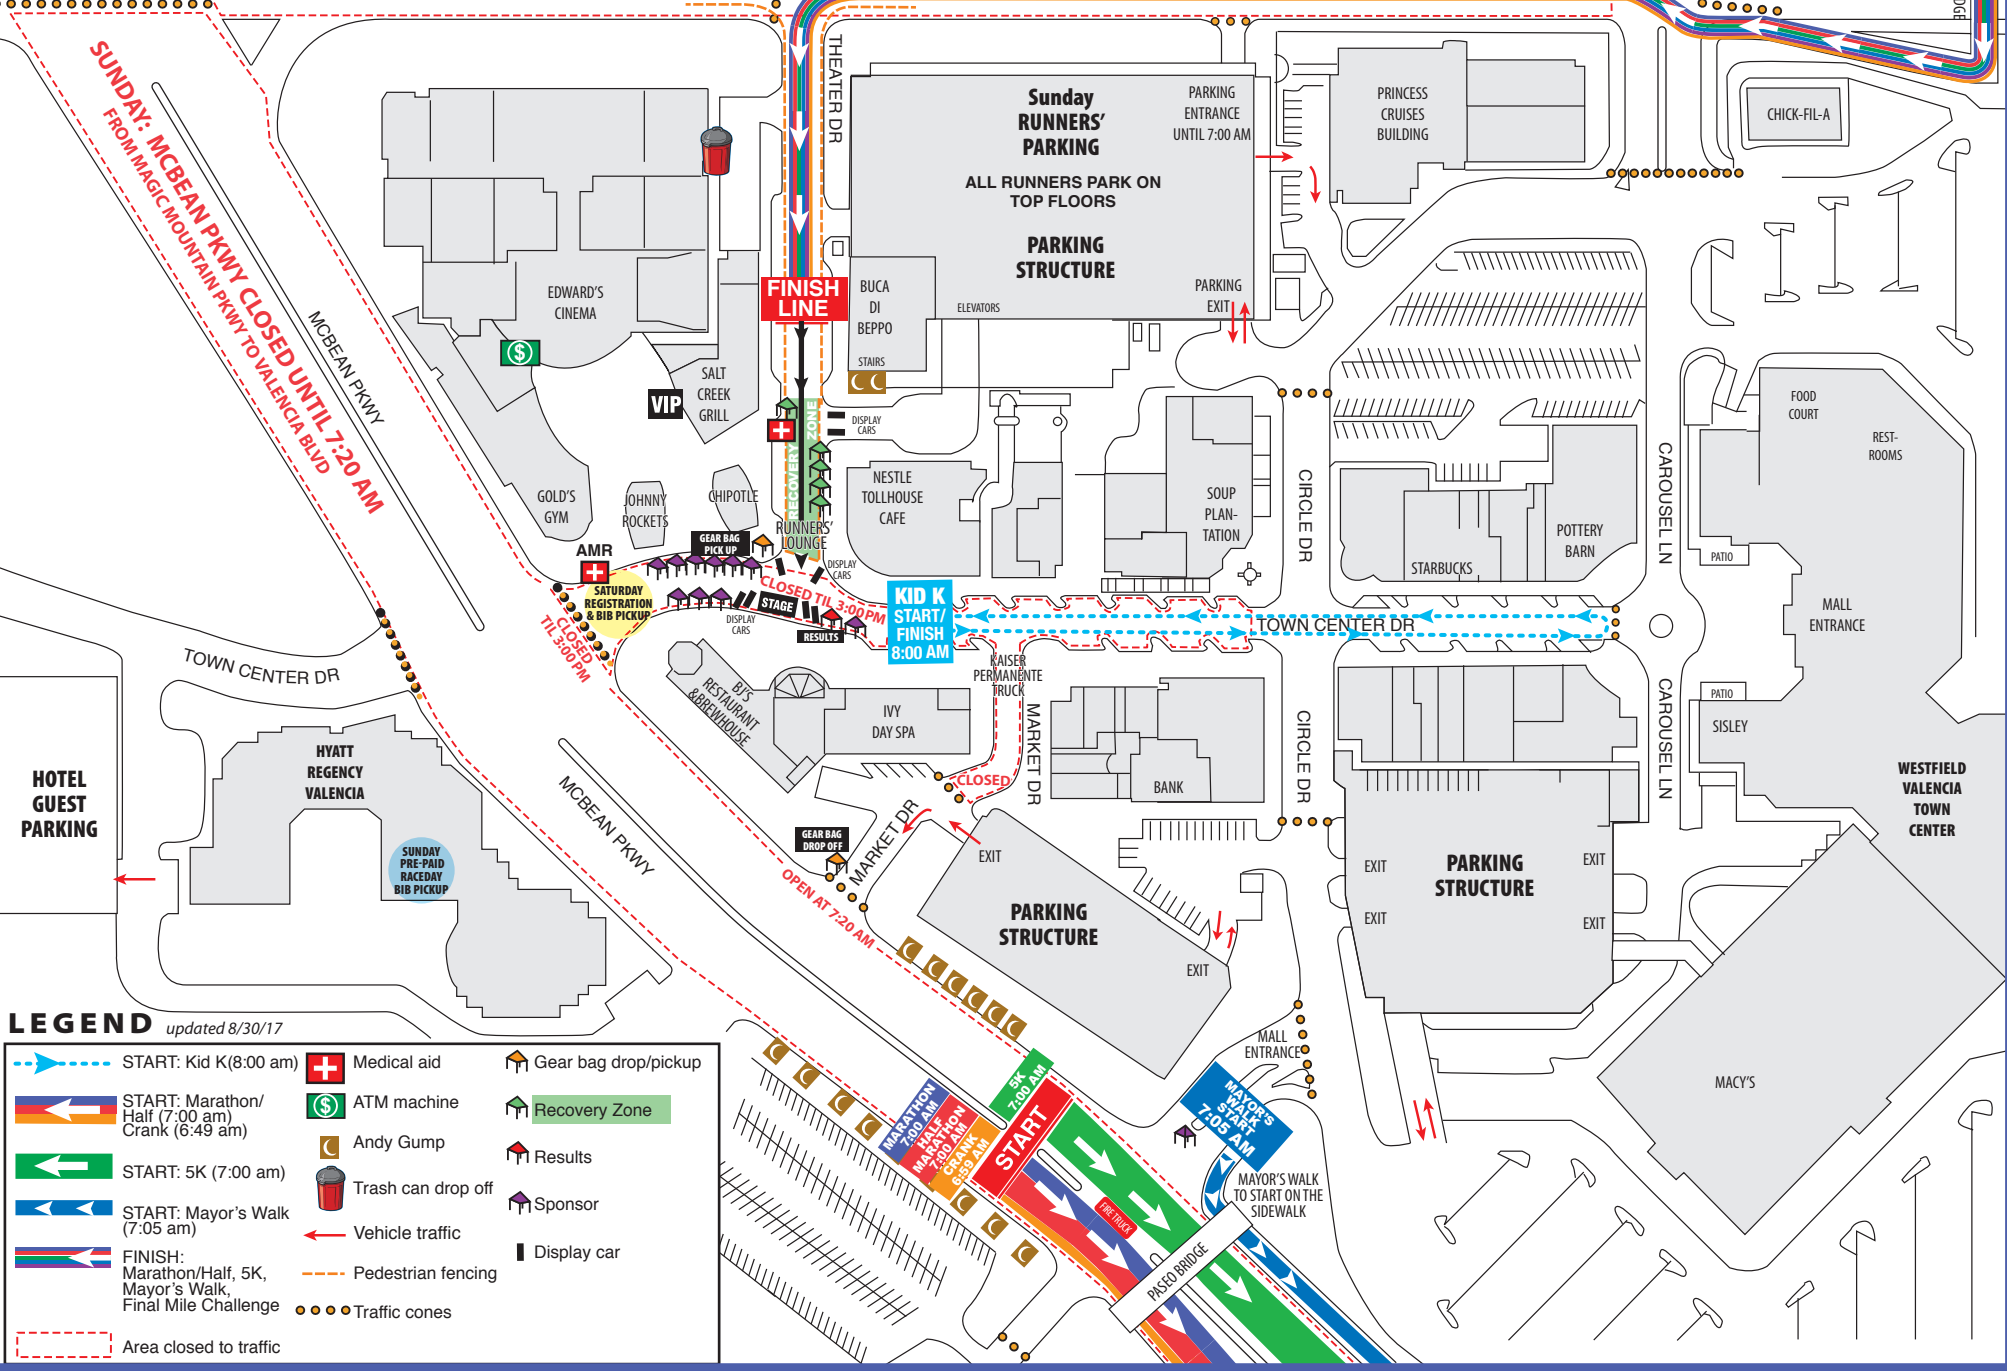 SUNDAY: MCBEAN PKWY CLOSED UNTIL 7:20 AM
FROM MAGIC MOUNTAIN PKWY TO VALENCIA BLVD
MCBEAN PKWY
THEATER DR
EDWARD'S
CINEMA
$
VIP
SALT
CREEK
GRILL
FINISH
LINE
BUCA
DI
BEPPO
STAIRS
Sunday
RUNNERS'
PARKING
ALL RUNNERS PARK ON
TOP FLOORS
PARKING
STRUCTURE
PARKING
ENTRANCE
UNTIL 7:00 AM
PARKING
EXIT
ELEVATORS
PRINCESS
CRUISES
BUILDING
CHICK-FIL-A
DISPLAY
CARS
RECOVERY ZONE
GOLD'S
GYM
JOHNNY
ROCKETS
CHIPOTLE
RUNNERS'
LOUNGE
GEAR BAG
PICK UP
AMR
SATURDAY
REGISTRATION
& BIB PICKUP
CLOSED
TIL 3:00 PM
CLOSED TIL 3:00 PM
DISPLAY
CARS
STAGE
DISPLAY
CARS
RESULTS
KID K
START/
FINISH
8:00 AM
NESTLE
TOLLHOUSE
CAFE
SOUP
PLAN-
TATION
CIRCLE DR
STARBUCKS
POTTERY
BARN
CAROUSEL LN
FOOD
COURT
REST-
ROOMS
PATIO
MALL
ENTRANCE
PATIO
SISLEY
WESTFIELD
VALENCIA
TOWN
CENTER
MACY'S
TOWN CENTER DR
TOWN CENTER DR
KAISER
PERMANENTE
TRUCK
MARKET DR
BJ'S
RESTAURANT
&BREWHOUSE
IVY
DAY SPA
CLOSED
BANK
CIRCLE DR
CAROUSEL LN
HOTEL
GUEST
PARKING
HYATT
REGENCY
VALENCIA
SUNDAY
PRE-PAID
RACEDAY
BIB PICKUP
MCBEAN PKWY
GEAR BAG
DROP OFF
MARKET DR
OPEN AT 7:20 AM
EXIT
PARKING
STRUCTURE
EXIT
EXIT
EXIT
PARKING
STRUCTURE
EXIT
EXIT
MALL
ENTRANCE
5K
7:00 AM
MARATHON
7:00 AM
HALF
MARATHON
7:00 AM
CRANK
6:59 AM
START
FIRE TRUCK
MAYOR'S
WALK
START
7:05 AM
MAYOR'S WALK
TO START ON THE
SIDEWALK
PASEO BRIDGE
LEGEND updated 8/30/17
START: Kid K(8:00 am)
START: Marathon/
Half (7:00 am)
Crank (6:49 am)
START: 5K (7:00 am)
START: Mayor's Walk
(7:05 am)
FINISH:
Marathon/Half, 5K,
Mayor's Walk,
Final Mile Challenge
Area closed to traffic
Medical aid
$ ATM machine
Andy Gump
Trash can drop off
Vehicle traffic
Pedestrian fencing
Traffic cones
Gear bag drop/pickup
Recovery Zone
Results
Sponsor
Display car